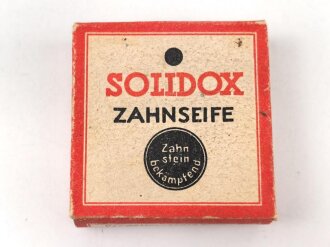 SOLIDOX
ZAHNSEIFE
Zahn
stein
bekämpfend